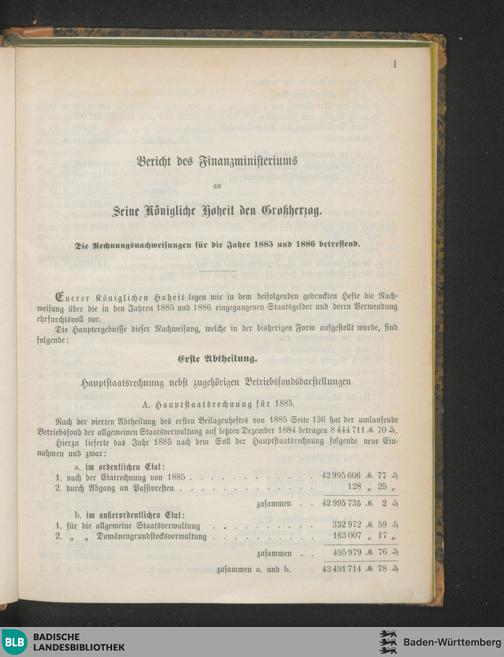 1
Bericht des Finanzministeriums
an
Seine Königliche Hoheit den Großherzog.
Die Rechnungsnachweisungen für die Jahre 1885 und 1886 betreffend.
Euerer Königlichen Hoheit legen wir in dem beifolgenden gedruckten Hefte die Nach-
weisung über die in den Jahren 1885 und 1886 eingegangenen Staatsgelder und deren Verwendung
ehrfurchtsvoll vor.
Die Hauptergebnisse dieser Nachweisung, welche in der bisherigen Form aufgestellt wurde, sind
folgende:
Erste Abtheilung.
Hauptstaatsrechnung nebst zugehörigen Betriebsfondsdarstellungen
A. Hauptstaatsrechnung für 1885.
Nach der vierten Abtheilung des ersten Beilagenheftes von 1885 Seite 136 hat der umlaufende
Betriebsfond der allgemeinen Staatsverwaltung auf letzten Dezember 1884 betragen 8 444 711 ℳ 70 ₰.
Hierzu lieferte das Jahr 1885 nach dem Soll der Hauptstaatsrechnung folgende neue Ein-
nahmen und zwar:
a. im ordentlichen Etat:
1. nach der Etatrechnung von 1885 . . . . . . . . . . . 42 995 606 ℳ 77 ₰
2. durch Abgang an Passivresten . . . . . . . . . . . . 128 „ 25 „
zusammen . . 42 995 735 ℳ 2 ₰
b. im außerordentlichen Etat:
1. für die allgemeine Staatsverwaltung . . . . . . . . . 332 972 ℳ 59 ₰
2. „ „ Domänengrundstocksverwaltung . . . . . . . . . 163 007 „ 17 „
zusammen . . 495 979 ℳ 76 ₰
zusammen a. und b. . . 43 491 714 ℳ 78 ₰
BLB BADISCHE
LANDESBIBLIOTHEK
Baden-Württemberg